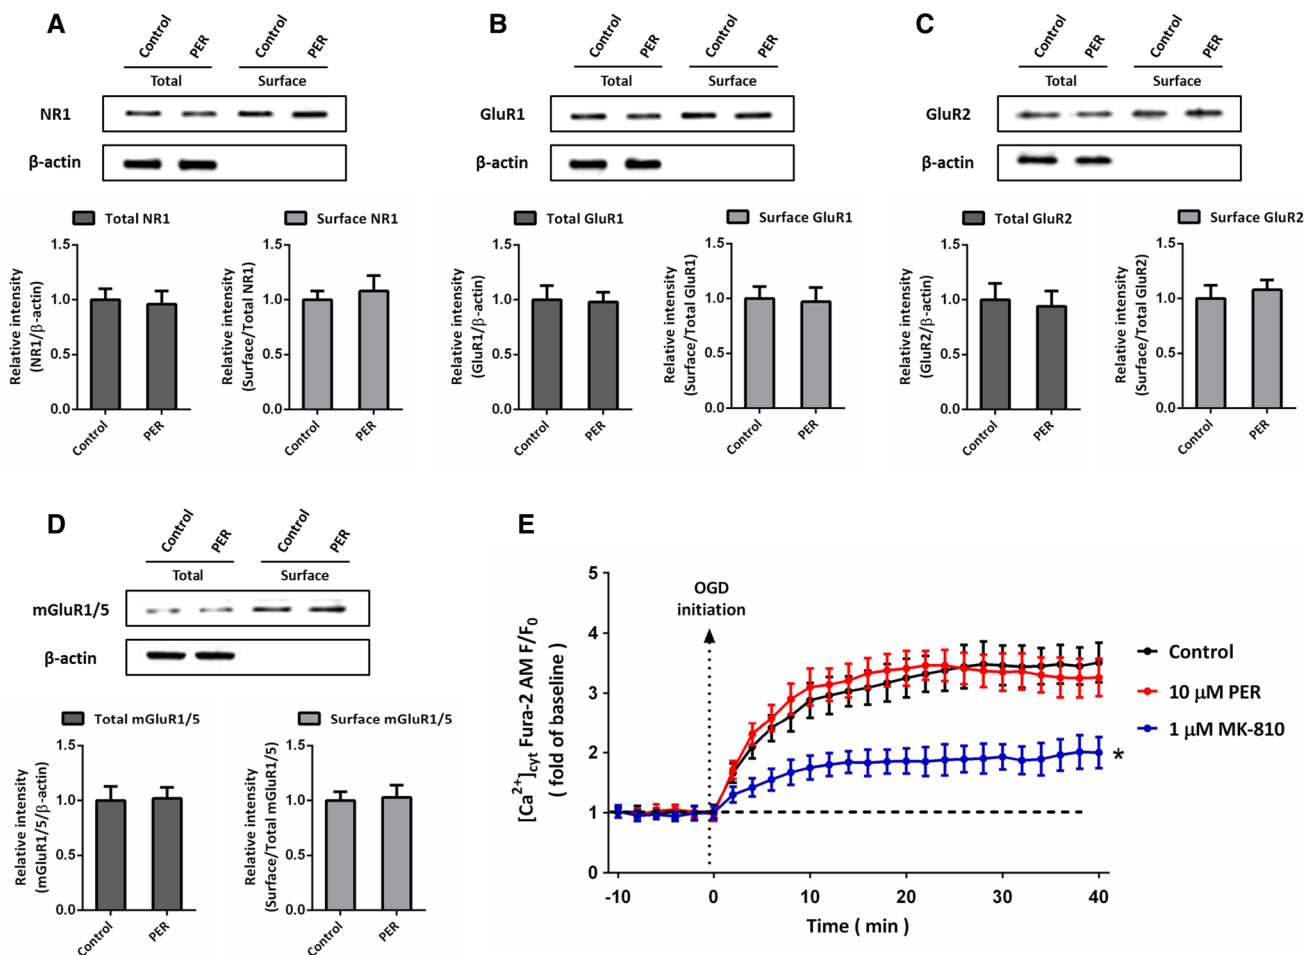 A
Control
PER
Control
PER
Total
Surface
NR1
β-actin
Total NR1
Surface NR1
Relative intensity
(NR1/β-actin)
1.5
1.0
0.5
0.0
Control
PER
Relative intensity
(Surface/Total NR1)
1.5
1.0
0.5
0.0
Control
PER
B
Control
PER
Control
PER
Total
Surface
GluR1
β-actin
Total GluR1
Surface GluR1
Relative intensity
(GluR1/β-actin)
1.5
1.0
0.5
0.0
Control
PER
Relative intensity
(Surface/Total GluR1)
1.5
1.0
0.5
0.0
Control
PER
C
Control
PER
Control
PER
Total
Surface
GluR2
β-actin
Total GluR2
Surface GluR2
Relative intensity
(GluR2/β-actin)
1.5
1.0
0.5
0.0
Control
PER
Relative intensity
(Surface/Total GluR2)
1.5
1.0
0.5
0.0
Control
PER
D
Control
PER
Control
PER
Total
Surface
mGluR1/5
β-actin
Total mGluR1/5
Surface mGluR1/5
Relative intensity
(mGluR1/5/β-actin)
1.5
1.0
0.5
0.0
Control
PER
Relative intensity
(Surface/Total mGluR1/5)
1.5
1.0
0.5
0.0
Control
PER
E
[Ca2+]cyt Fura-2 AM F/F0
( fold of baseline )
5
4
3
2
1
0
OGD
initiation
Control
10 μM PER
1 μM MK-810
*
-10
0
10
20
30
40
Time ( min )